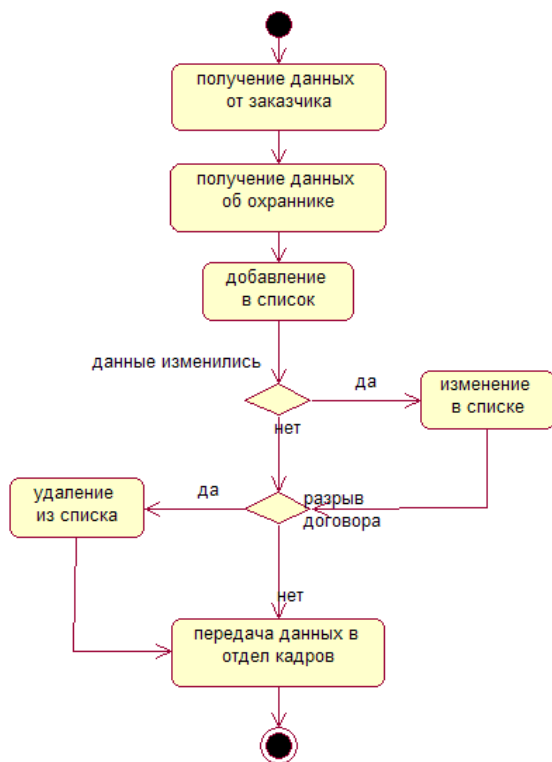 получение данных
от заказчика
получение данных
об охраннике
добавление
в список
данные изменились
да
изменение
в списке
нет
удаление
из списка
да
разрыв
договора
нет
передача данных в
отдел кадров